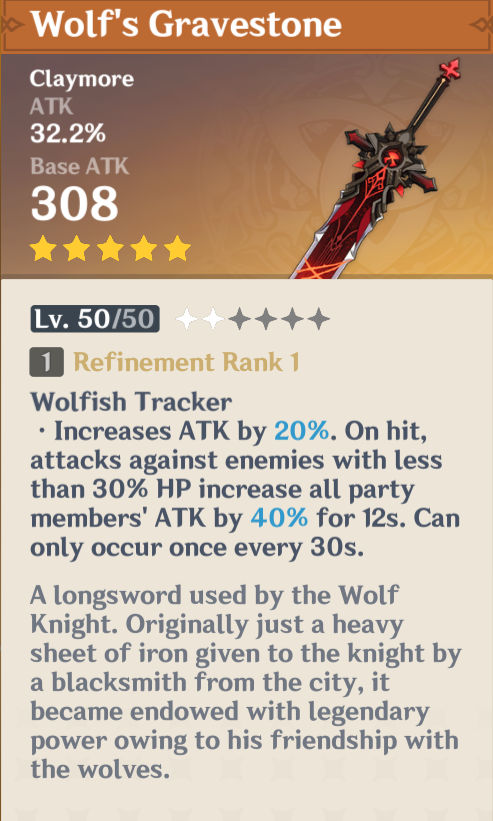 Wolf's Gravestone
Claymore
ATK
32.2%
Base ATK
308
Lv. 50/50
1 Refinement Rank 1
Wolfish Tracker
· Increases ATK by 20%. On hit,
attacks against enemies with less
than 30% HP increase all party
members' ATK by 40% for 12s. Can
only occur once every 30s.
A longsword used by the Wolf
Knight. Originally just a heavy
sheet of iron given to the knight by
a blacksmith from the city, it
became endowed with legendary
power owing to his friendship with
the wolves.